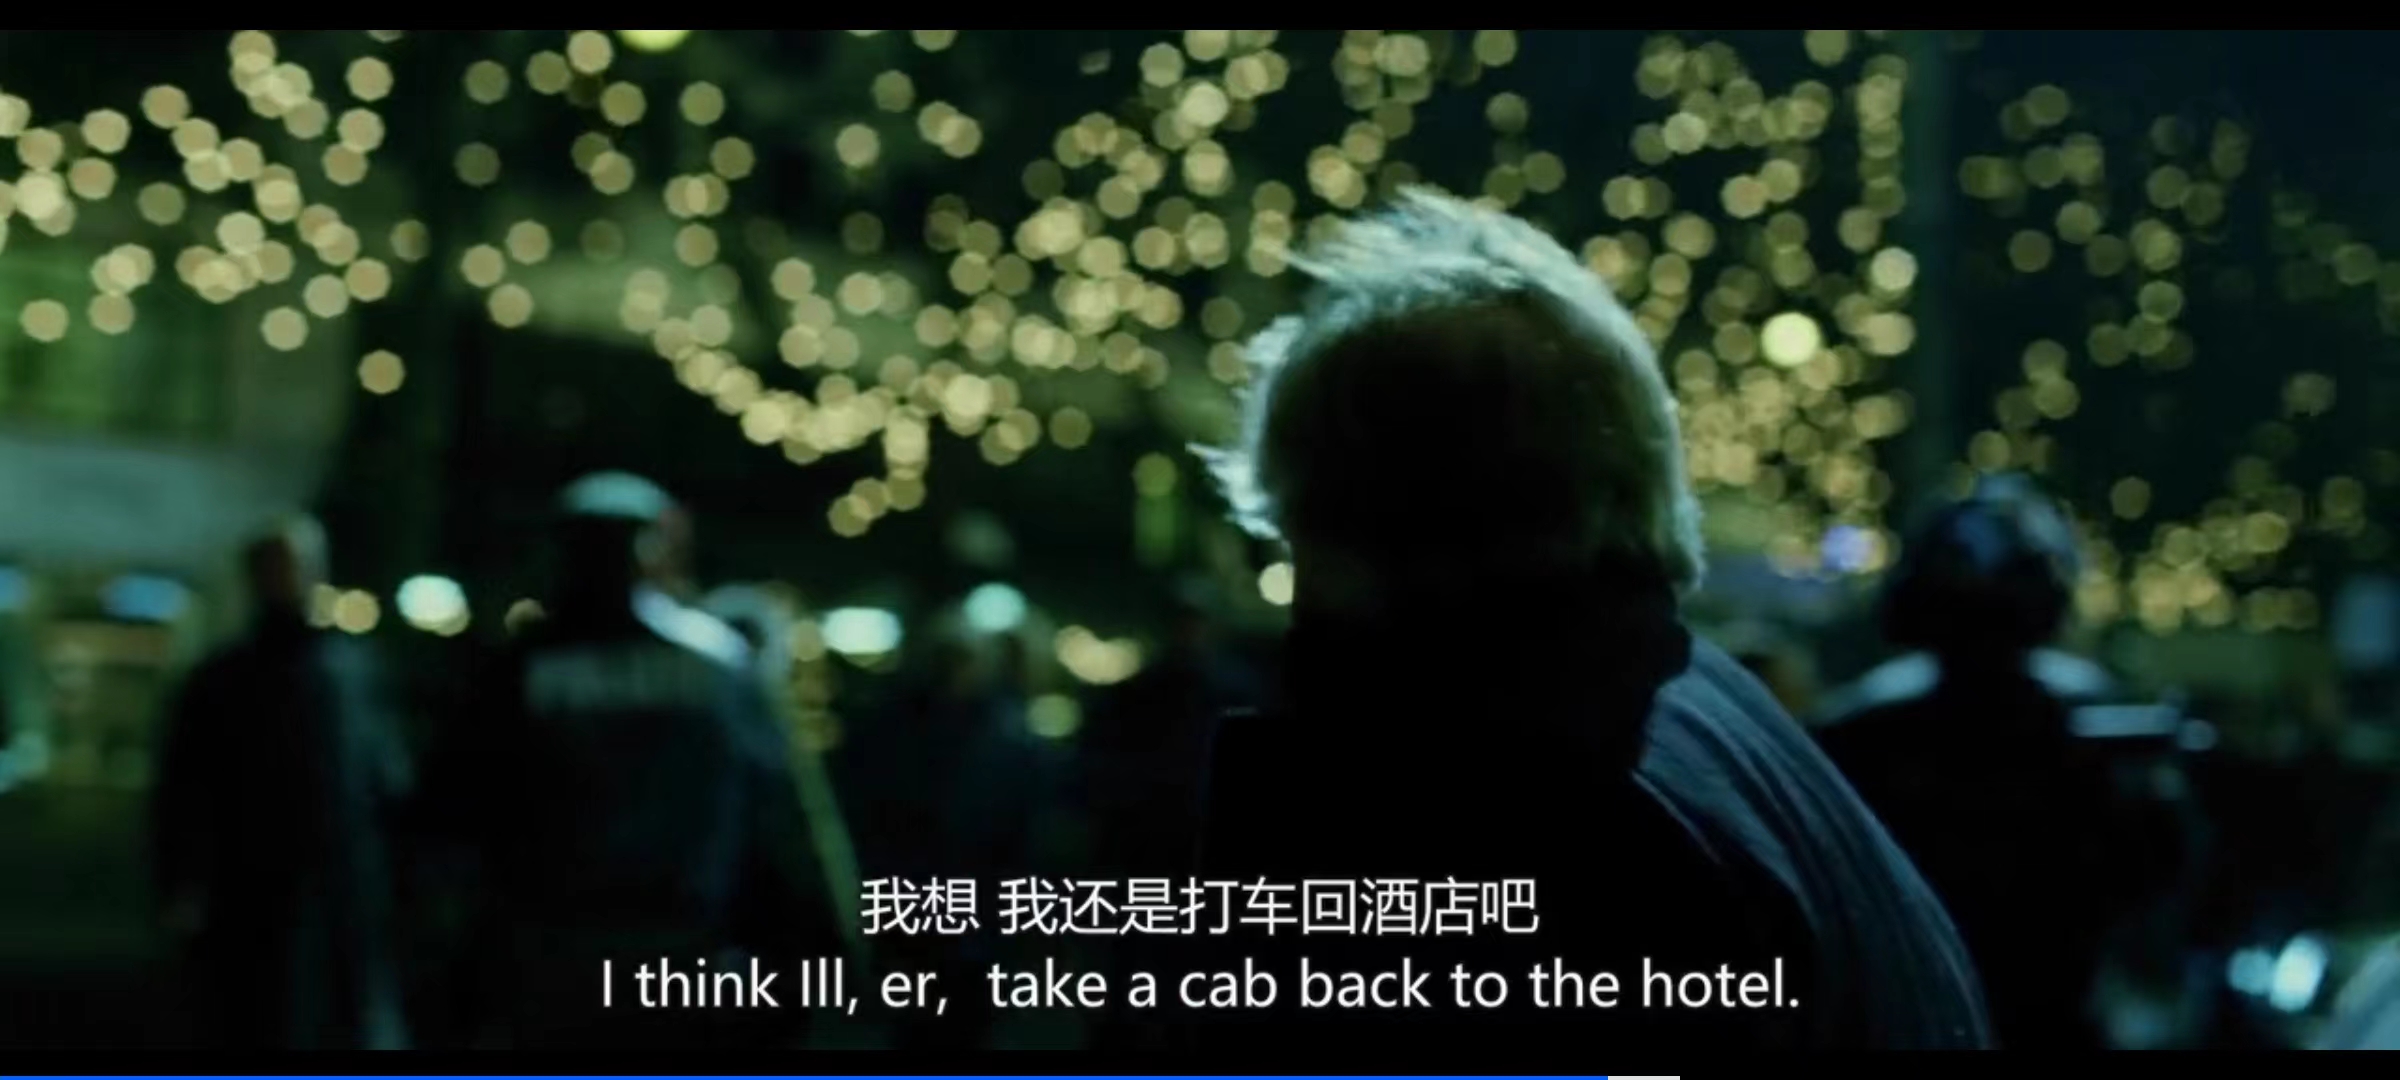 我想 我还是打车回酒店吧
I think Ill, er,  take a cab back to the hotel.